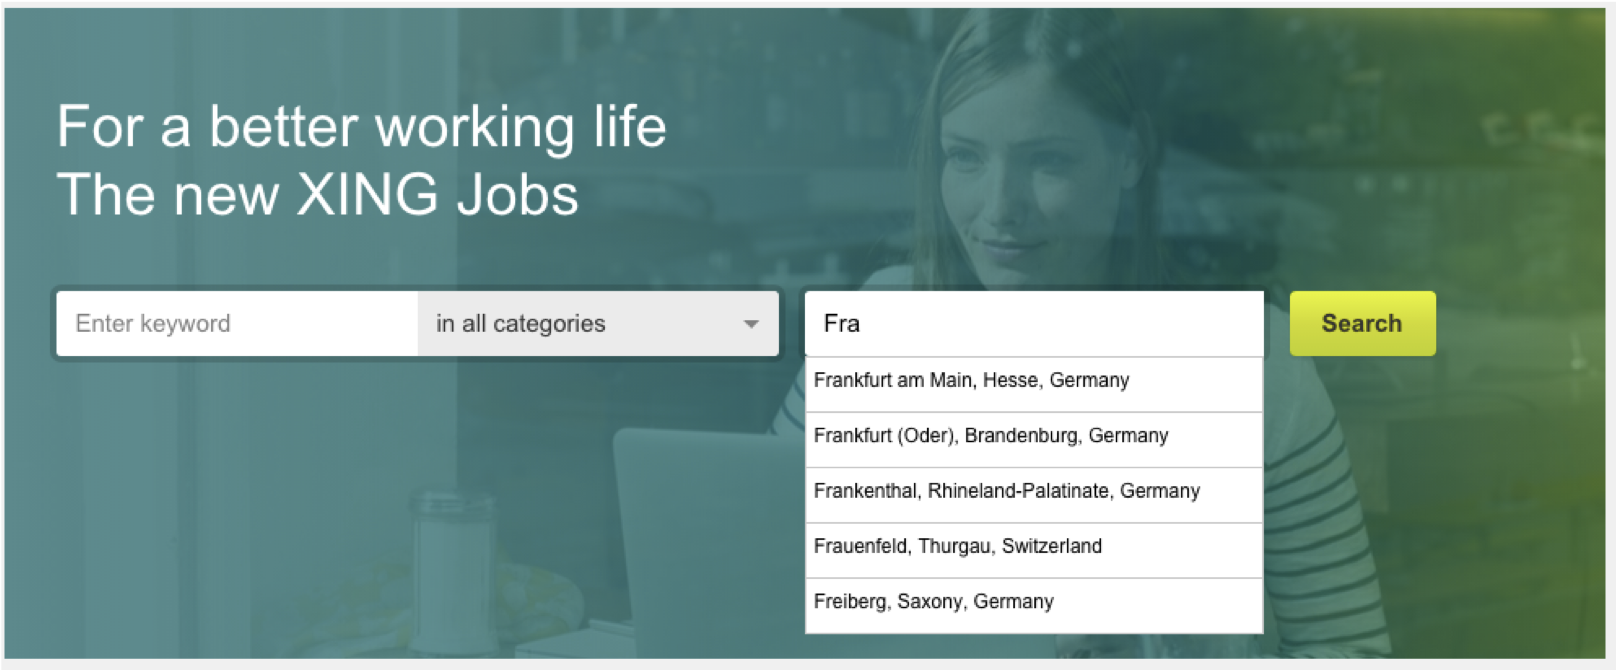 For a better working life
The new XING Jobs
Enter keyword
in all categories
Fra
Search
Frankfurt am Main, Hesse, Germany
Frankfurt (Oder), Brandenburg, Germany
Frankenthal, Rhineland-Palatinate, Germany
Frauenfeld, Thurgau, Switzerland
Freiberg, Saxony, Germany